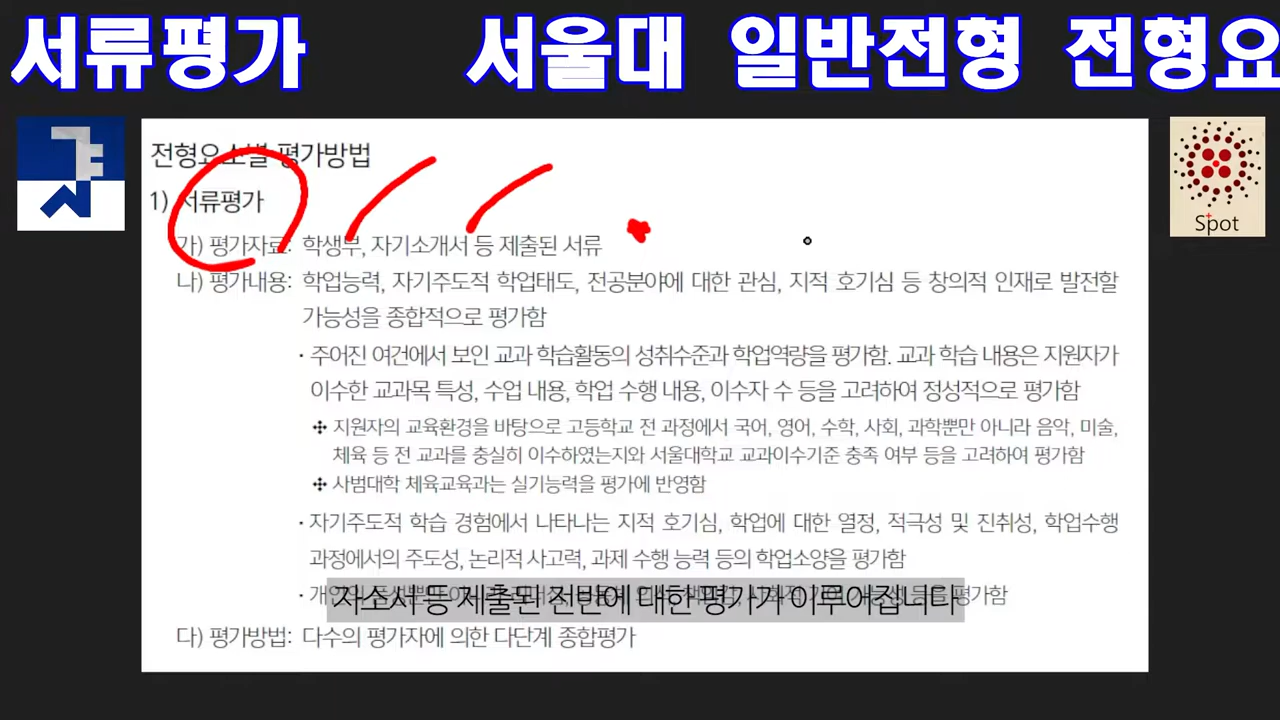 서류평가 서울대 일반전형 전형요
Spot
전형요소별 평가방법
1) 서류평가
가) 평가자료: 학생부, 자기소개서 등 제출된 서류
나) 평가내용: 학업능력, 자기주도적 학업태도, 전공분야에 대한 관심, 지적 호기심 등 창의적 인재로 발전할
가능성을 종합적으로 평가함
· 주어진 여건에서 보인 교과 학습활동의 성취수준과 학업역량을 평가함. 교과 학습 내용은 지원자가
이수한 교과목 특성, 수업 내용, 학업 수행 내용, 이수자 수 등을 고려하여 정성적으로 평가함
✣ 지원자의 교육환경을 바탕으로 고등학교 전 과정에서 국어, 영어, 수학, 사회, 과학뿐만 아니라 음악, 미술,
체육 등 전 교과를 충실히 이수하였는지와 서울대학교 교과이수기준 충족 여부 등을 고려하여 평가함
✣ 사범대학 체육교육과는 실기능력을 평가에 반영함
· 자기주도적 학습 경험에서 나타나는 지적 호기심, 학업에 대한 열정, 적극성 및 진취성, 학업수행
과정에서의 주도성, 논리적 사고력, 과제 수행 능력 등의 학업소양을 평가함
· 등을 평가함
자소서 등 제출된 전반에 대한 평가가 이루어집니다
다) 평가방법: 다수의 평가자에 의한 다단계 종합평가